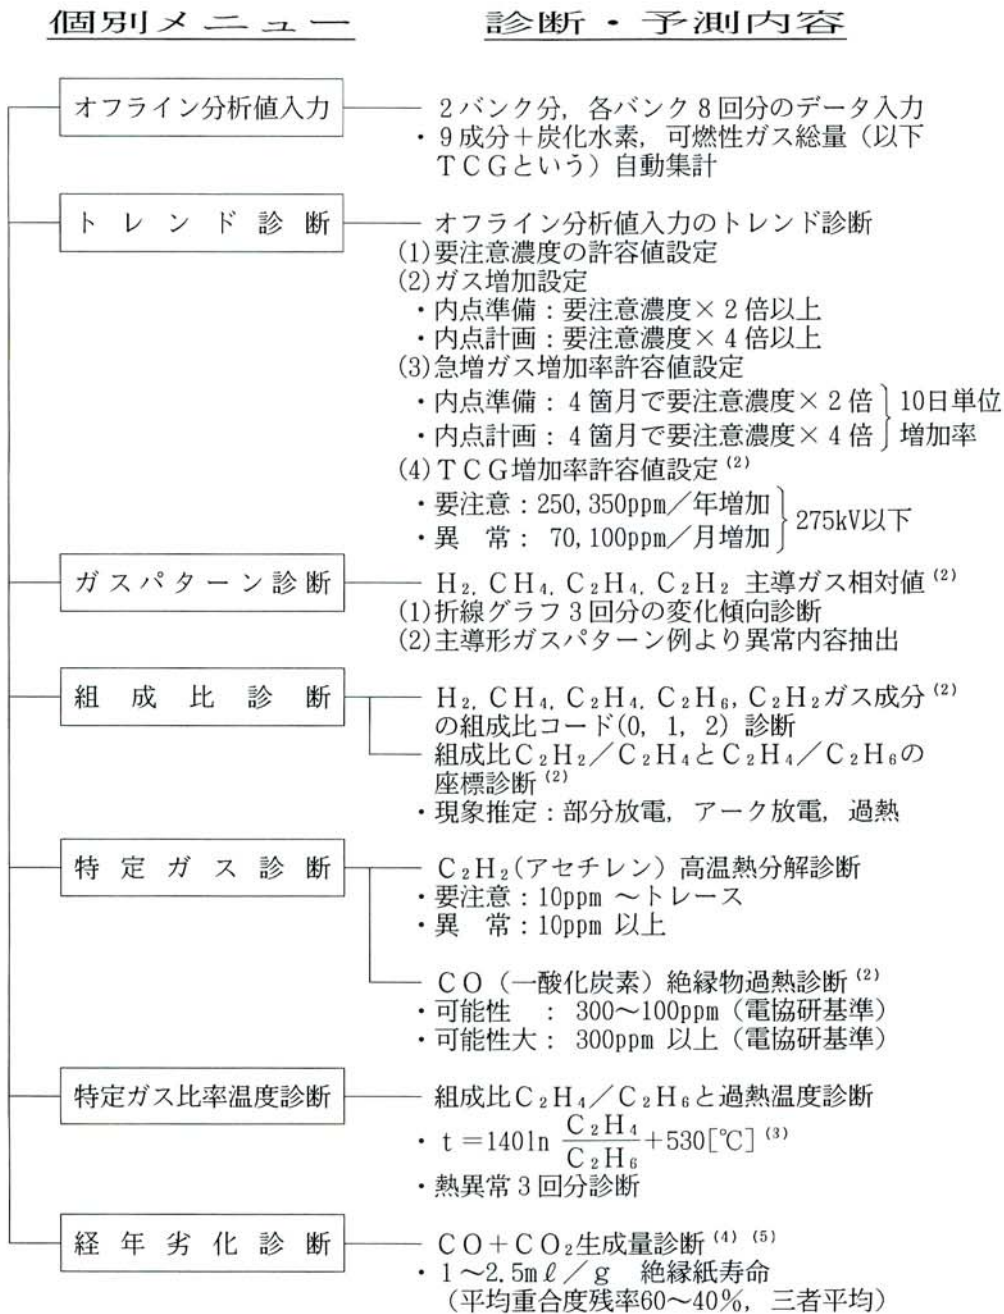 個別メニュー 診断・予測内容
オフライン分析値入力 2バンク分,各バンク8回分のデータ入力
・9成分+炭化水素,可燃性ガス総量(以下
TCGという)自動集計
トレンド診断 オフライン分析値入力のトレンド診断
(1)要注意濃度の許容値設定
(2)ガス増加設定
・内点準備:要注意濃度×2倍以上
・内点計画:要注意濃度×4倍以上
(3)急増ガス増加率許容値設定
・内点準備:4箇月で要注意濃度×2倍 10日単位
・内点計画:4箇月で要注意濃度×4倍 増加率
(4)TCG増加率許容値設定(2)
・要注意:250,350ppm/年増加
275kV以下
・異 常: 70,100ppm/月増加
ガスパターン診断 H₂, CH₄, C₂H₄, C₂H₂ 主導ガス相対値(2)
(1)折線グラフ3回分の変化傾向診断
(2)主導形ガスパターン例より異常内容抽出
組成比診断 H₂, CH₄, C₂H₄, C₂H₆, C₂H₂ガス成分(2)
の組成比コード(0, 1, 2) 診断
組成比C₂H₂/C₂H₄とC₂H₄/C₂H₆の
座標診断(2)
・現象推定:部分放電,アーク放電,過熱
特定ガス診断 C₂H₂(アセチレン)高温熱分解診断
・要注意:10ppm ~トレース
・異 常:10ppm 以上
CO(一酸化炭素)絶縁物過熱診断(2)
・可能性 : 300~100ppm(電協研基準)
・可能性大: 300ppm 以上(電協研基準)
特定ガス比率温度診断 組成比C₂H₄/C₂H₆と過熱温度診断
・t=140ln C₂H₄/C₂H₆+530[℃](3)
・熱異常3回分診断
経年劣化診断 CO+CO₂生成量診断(4) (5)
・1~2.5mℓ/g 絶縁紙寿命
(平均重合度残率60~40%,三者平均)